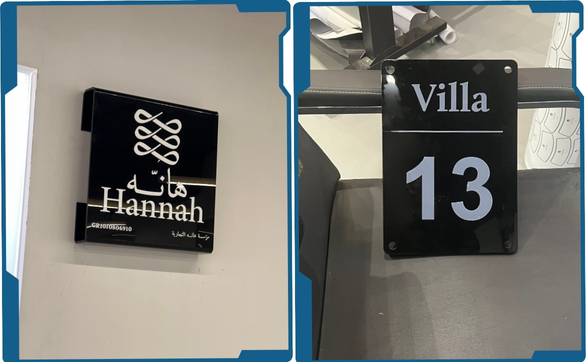 هانّه
Hannah
CR1010806910
مؤسسة هانه التجارية
Villa
13